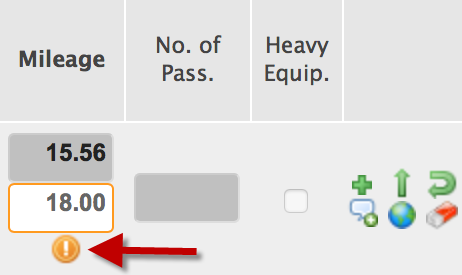 Mileage
No. of
Pass.
Heavy
Equip.
15.56
18.00